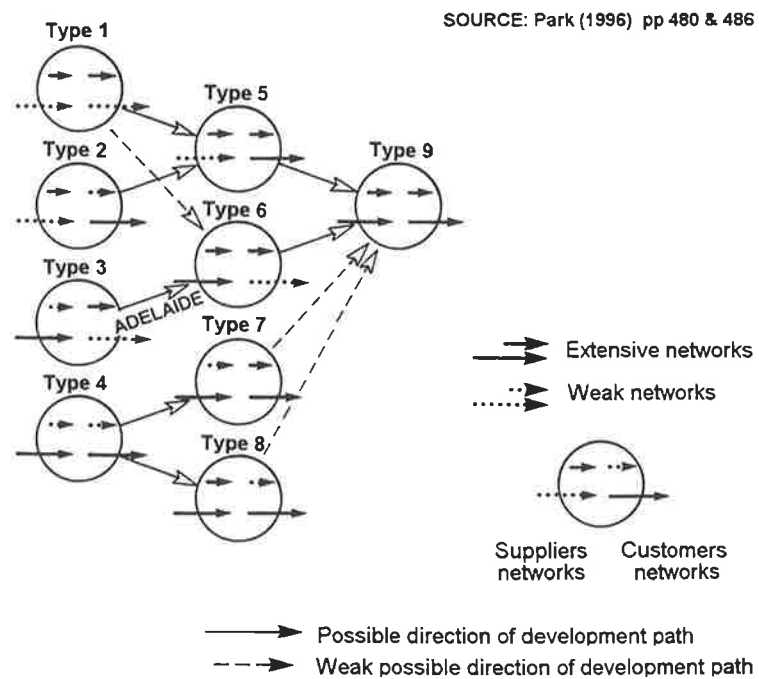 SOURCE: Park (1996) pp 480 & 486
Type 1
Type 5
Type 2
Type 9
Type 6
Type 3
ADELAIDE
Type 7
Type 4
Type 8
Extensive networks
Weak networks
Suppliers networks
Customers networks
Possible direction of development path
Weak possible direction of development path